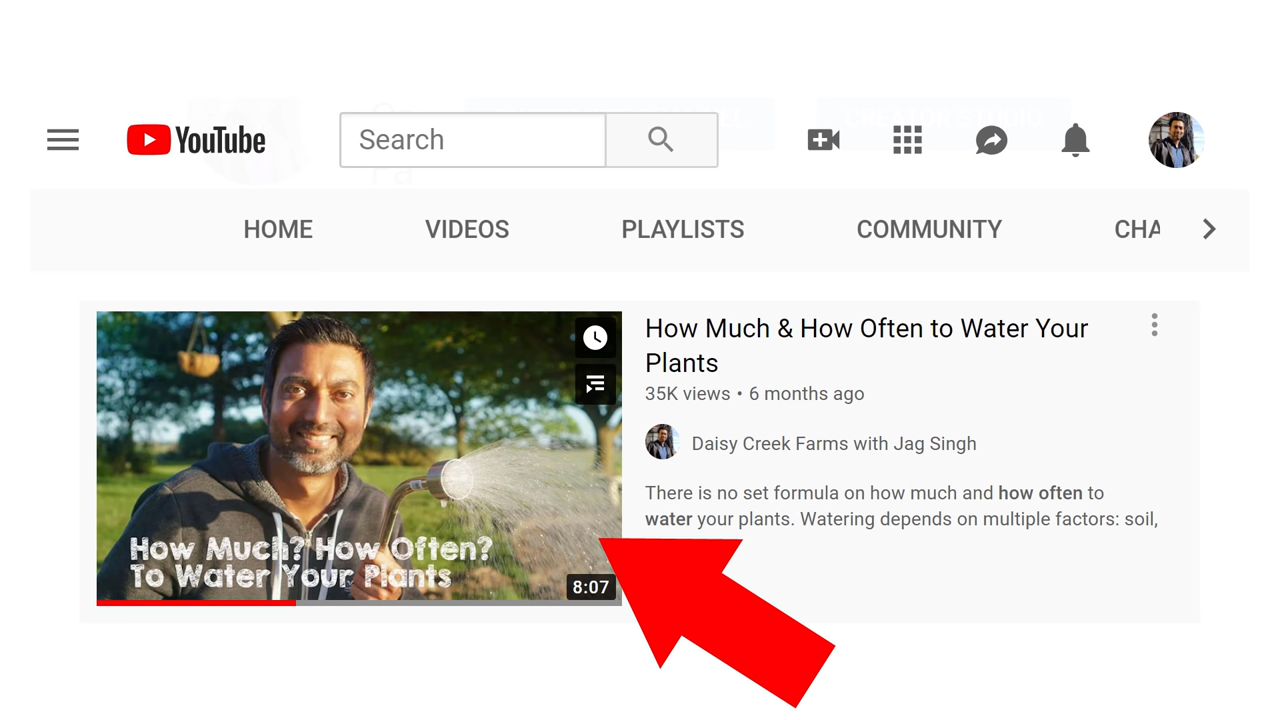 YouTube
Search
HOME VIDEOS PLAYLISTS COMMUNITY CHA
How Much? How Often?
To Water Your Plants
8:07
How Much & How Often to Water Your
Plants
35K views • 6 months ago
Daisy Creek Farms with Jag Singh
There is no set formula on how much and how often to
water your plants. Watering depends on multiple factors: soil,